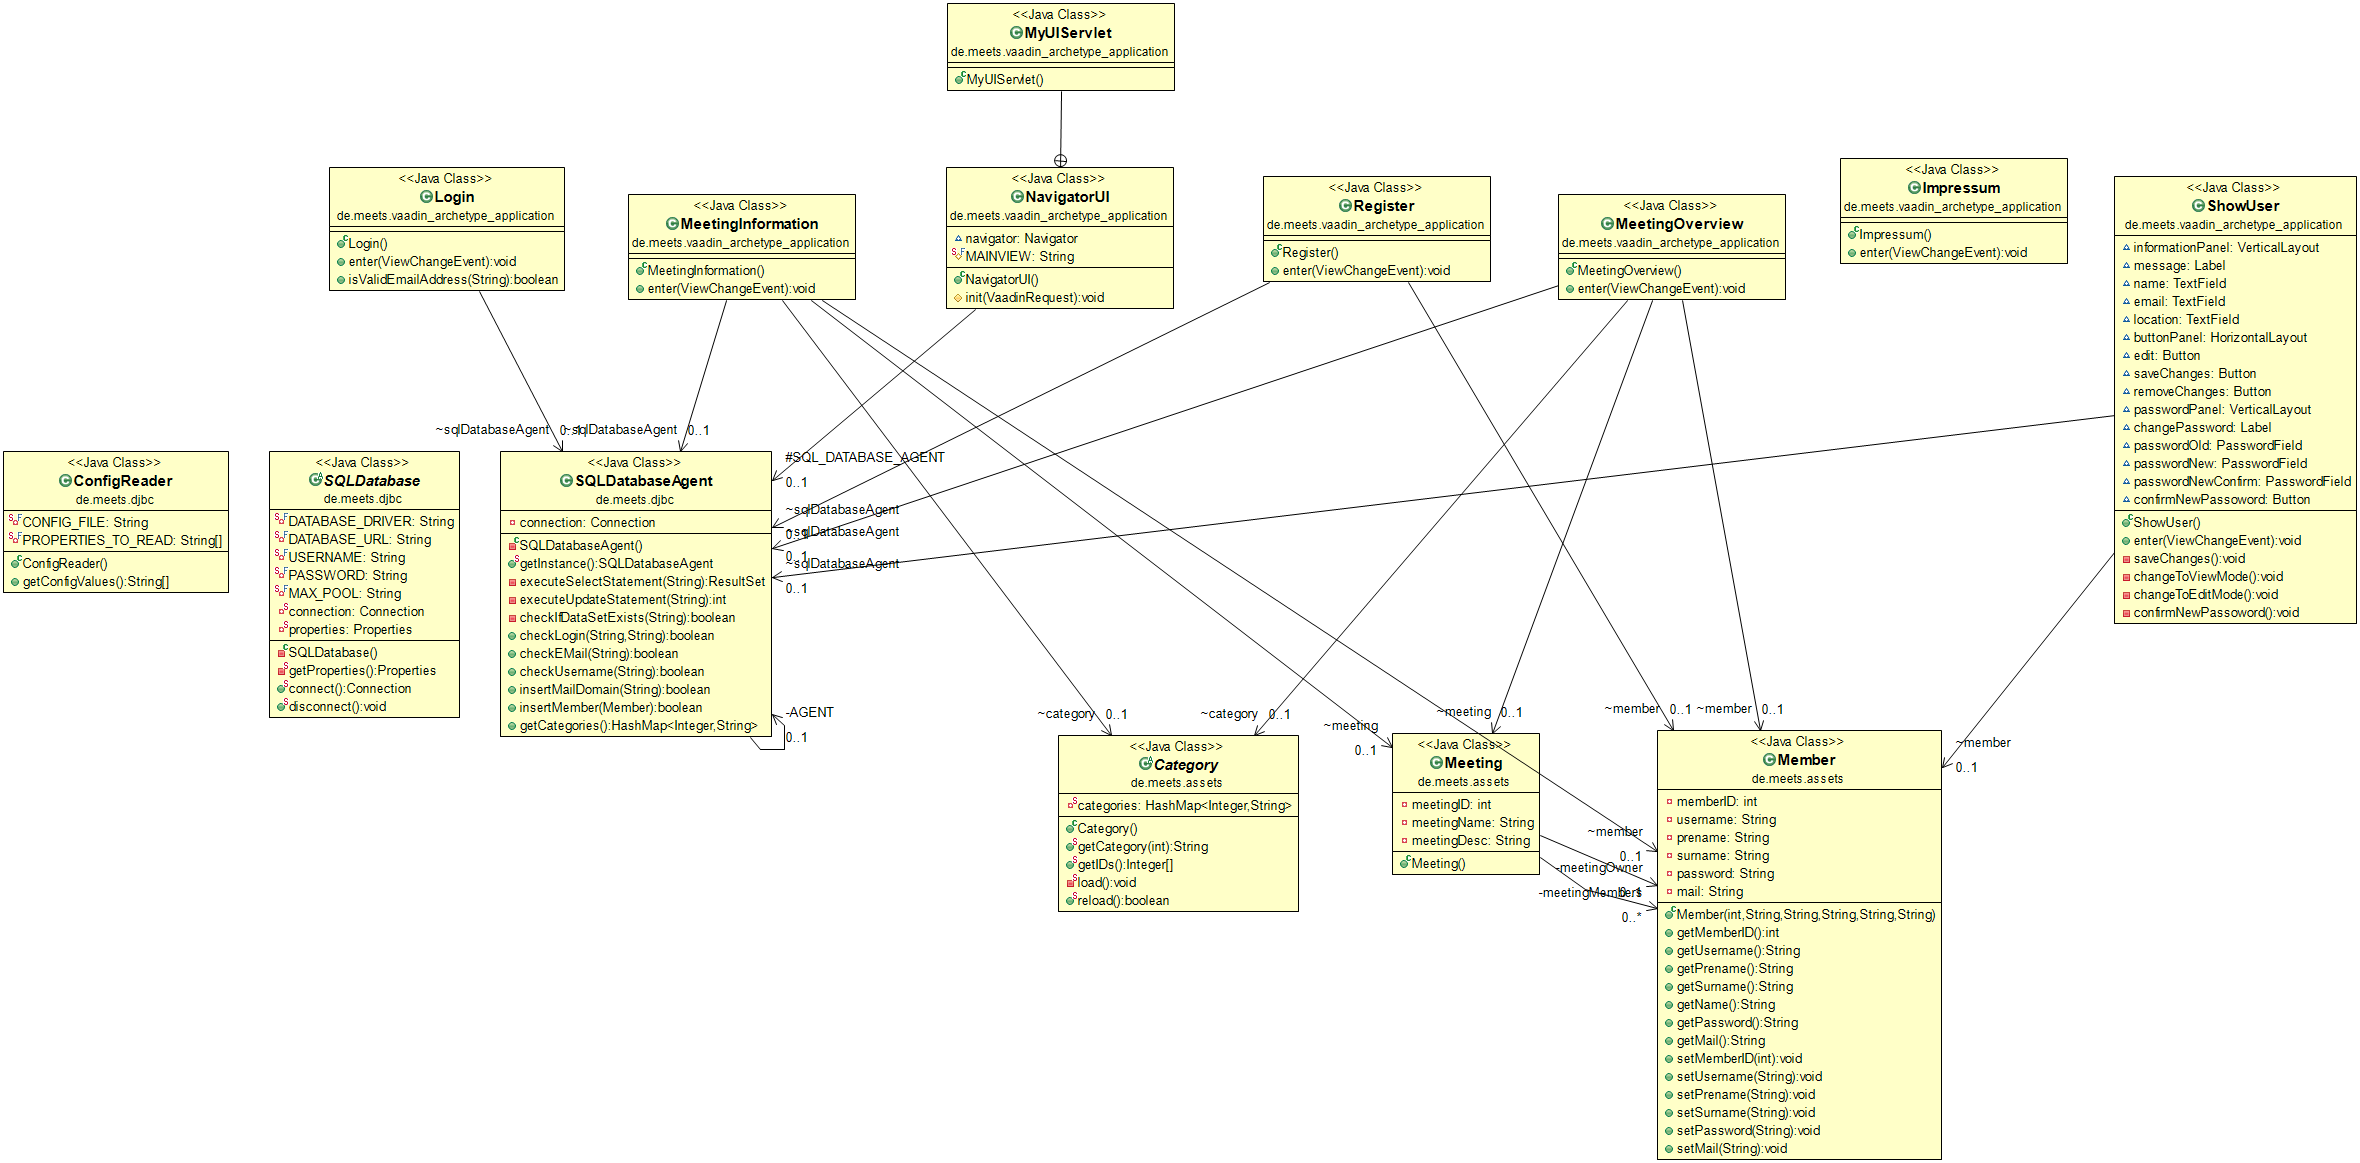 <<Java Class>>
MyUIServlet
de.meets.vaadin_archetype_application
MyUIServlet()
<<Java Class>>
Login
de.meets.vaadin_archetype_application
Login()
enter(ViewChangeEvent):void
isValidEmailAddress(String):boolean
<<Java Class>>
MeetingInformation
de.meets.vaadin_archetype_application
MeetingInformation()
enter(ViewChangeEvent):void
<<Java Class>>
NavigatorUI
de.meets.vaadin_archetype_application
navigator: Navigator
MAINVIEW: String
NavigatorUI()
init(VaadinRequest):void
<<Java Class>>
Register
de.meets.vaadin_archetype_application
Register()
enter(ViewChangeEvent):void
<<Java Class>>
MeetingOverview
de.meets.vaadin_archetype_application
MeetingOverview()
enter(ViewChangeEvent):void
<<Java Class>>
Impressum
de.meets.vaadin_archetype_application
Impressum()
enter(ViewChangeEvent):void
<<Java Class>>
ShowUser
de.meets.vaadin_archetype_application
informationPanel: VerticalLayout
message: Label
name: TextField
email: TextField
location: TextField
buttonPanel: HorizontalLayout
edit: Button
saveChanges: Button
removeChanges: Button
passwordPanel: VerticalLayout
changePassword: Label
passwordOld: PasswordField
passwordNew: PasswordField
passwordNewConfirm: PasswordField
confirmNewPassoword: Button
ShowUser()
enter(ViewChangeEvent):void
saveChanges():void
changeToViewMode():void
changeToEditMode():void
confirmNewPassoword():void
~sqlDatabaseAgent
0..1
~sqlDatabaseAgent
0..1
#SQL_DATABASE_AGENT
0..1
~sqlDatabaseAgent
0..1
~sqlDatabaseAgent
0..1
~sqlDatabaseAgent
0..1
<<Java Class>>
ConfigReader
de.meets.djbc
CONFIG_FILE: String
PROPERTIES_TO_READ: String[]
ConfigReader()
getConfigValues():String[]
<<Java Class>>
SQLDatabase
de.meets.djbc
DATABASE_DRIVER: String
DATABASE_URL: String
USERNAME: String
PASSWORD: String
MAX_POOL: String
connection: Connection
properties: Properties
SQLDatabase()
getProperties():Properties
connect():Connection
disconnect():void
<<Java Class>>
SQLDatabaseAgent
de.meets.djbc
connection: Connection
SQLDatabaseAgent()
getInstance():SQLDatabaseAgent
executeSelectStatement(String):ResultSet
executeUpdateStatement(String):int
checkIfDataSetExists(String):boolean
checkLogin(String,String):boolean
checkEMail(String):boolean
checkUsername(String):boolean
insertMailDomain(String):boolean
insertMember(Member):boolean
getCategories():HashMap<Integer,String>
-AGENT
0..1
~category 0..1
~category 0..1
~meeting
0..1
~meeting 0..1
~member 0..1
~member 0..1
~member
0..1
<<Java Class>>
Category
de.meets.assets
categories: HashMap<Integer,String>
Category()
getCategory(int):String
getIDs():Integer[]
load():void
reload():boolean
<<Java Class>>
Meeting
de.meets.assets
meetingID: int
meetingName: String
meetingDesc: String
Meeting()
~member
0..1
-meetingOwner
0..1
-meetingMembers
0..*
<<Java Class>>
Member
de.meets.assets
memberID: int
username: String
prename: String
surname: String
password: String
mail: String
Member(int,String,String,String,String,String)
getMemberID():int
getUsername():String
getPrename():String
getSurname():String
getName():String
getPassword():String
getMail():String
setMemberID(int):void
setUsername(String):void
setPrename(String):void
setSurname(String):void
setPassword(String):void
setMail(String):void